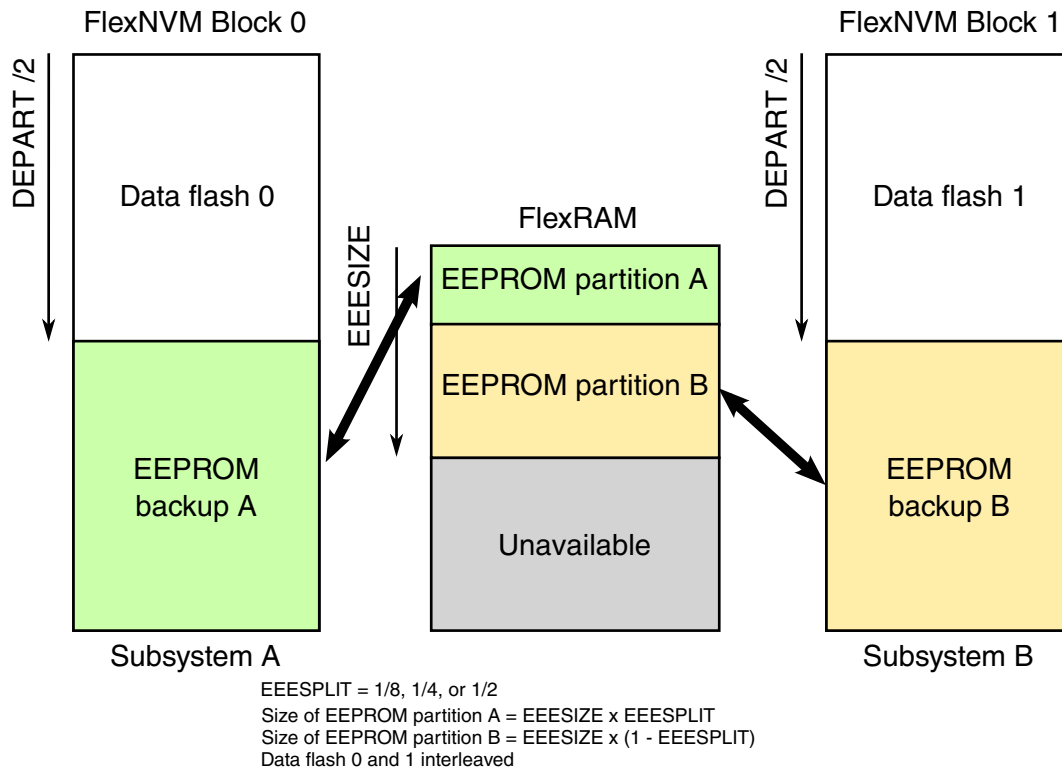 FlexNVM Block 0
FlexNVM Block 1
DEPART /2
Data flash 0
DEPART /2
Data flash 1
FlexRAM
EEESIZE
EEPROM partition A
EEPROM partition B
EEPROM
backup A
Unavailable
EEPROM
backup B
Subsystem A
Subsystem B
EEESPLIT = 1/8, 1/4, or 1/2
Size of EEPROM partition A = EEESIZE x EEESPLIT
Size of EEPROM partition B = EEESIZE x (1 - EEESPLIT)
Data flash 0 and 1 interleaved